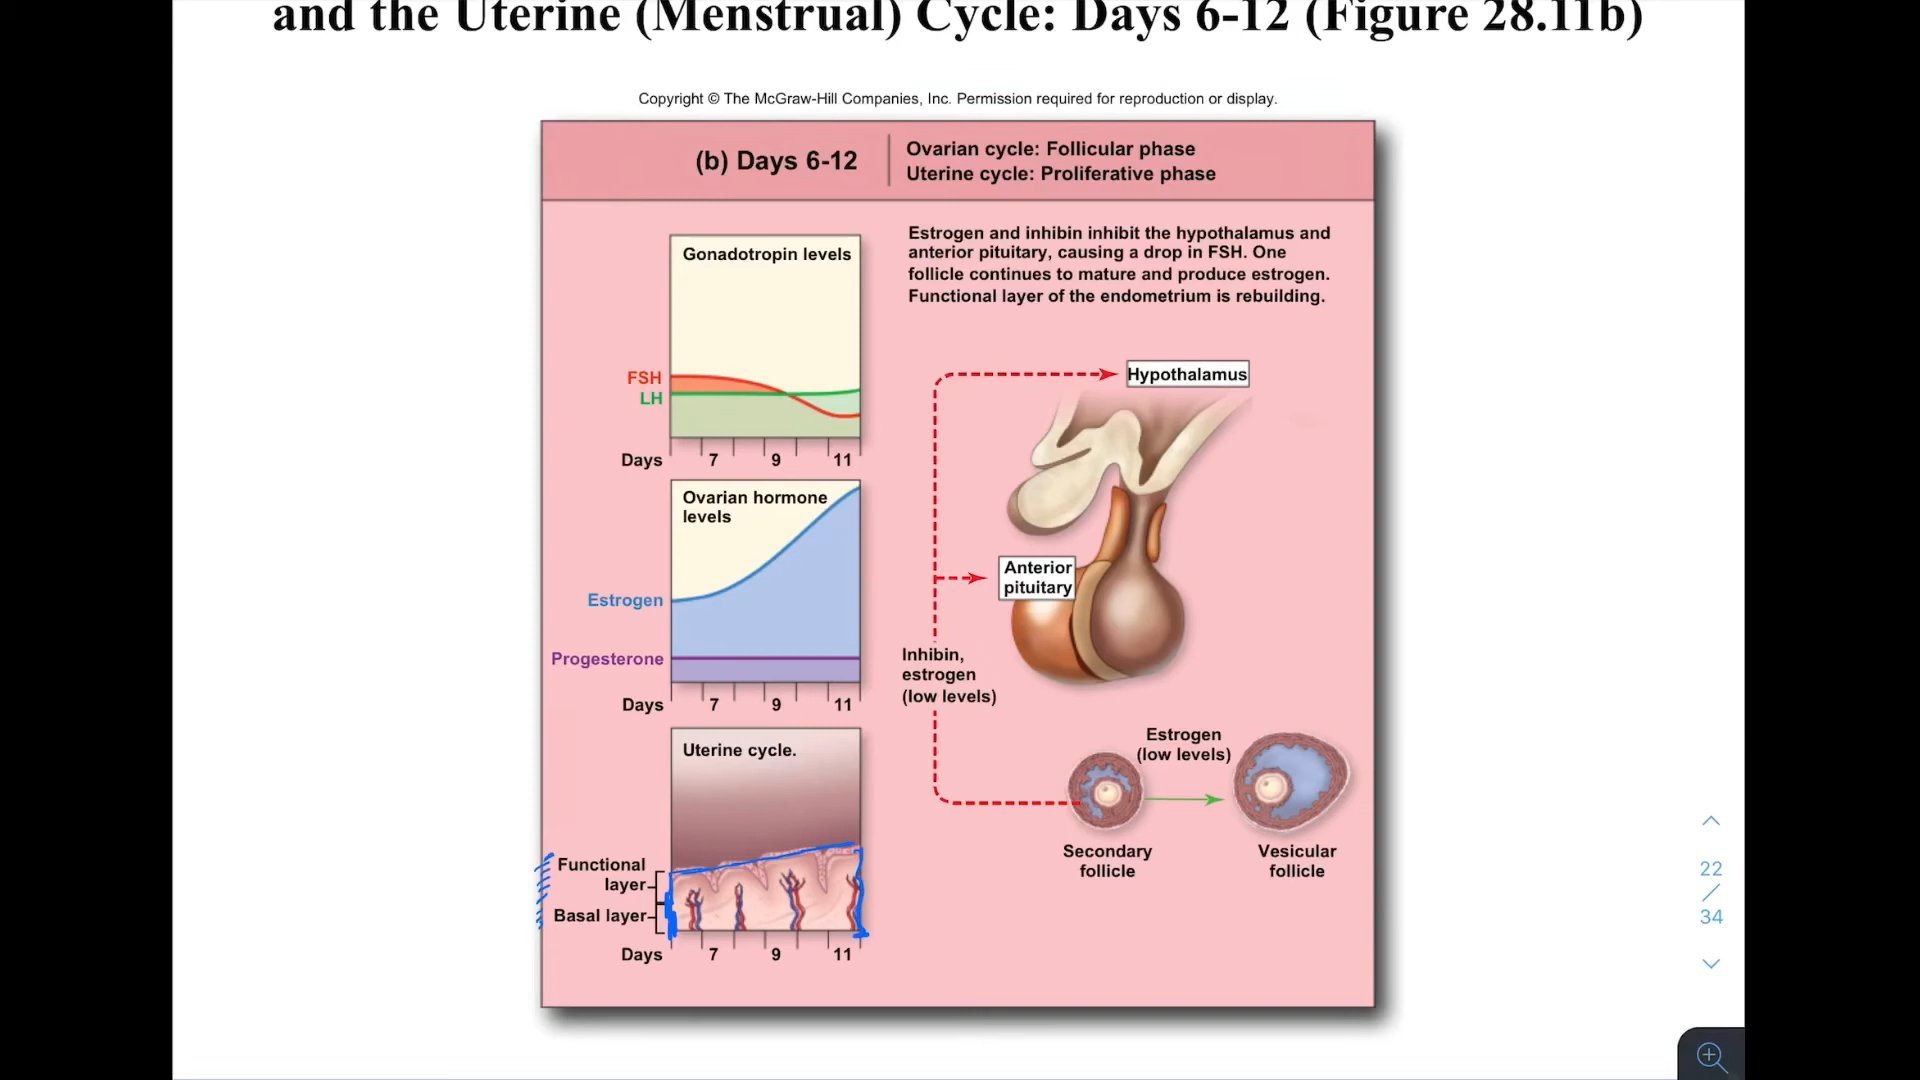 and the Uterine (Menstrual) Cycle: Days 6-12 (Figure 28.11b)
Copyright © The McGraw-Hill Companies, Inc. Permission required for reproduction or display.
(b) Days 6-12
Ovarian cycle: Follicular phase
Uterine cycle: Proliferative phase
Estrogen and inhibin inhibit the hypothalamus and
anterior pituitary, causing a drop in FSH. One
follicle continues to mature and produce estrogen.
Functional layer of the endometrium is rebuilding.
Gonadotropin levels
FSH
LH
Days 7 9 11
Ovarian hormone
levels
Estrogen
Progesterone
Days 7 9 11
Uterine cycle.
Functional
layer
Basal layer
Days 7 9 11
Hypothalamus
Anterior
pituitary
Inhibin,
estrogen
(low levels)
Estrogen
(low levels)
Secondary
follicle
Vesicular
follicle
22
/
34